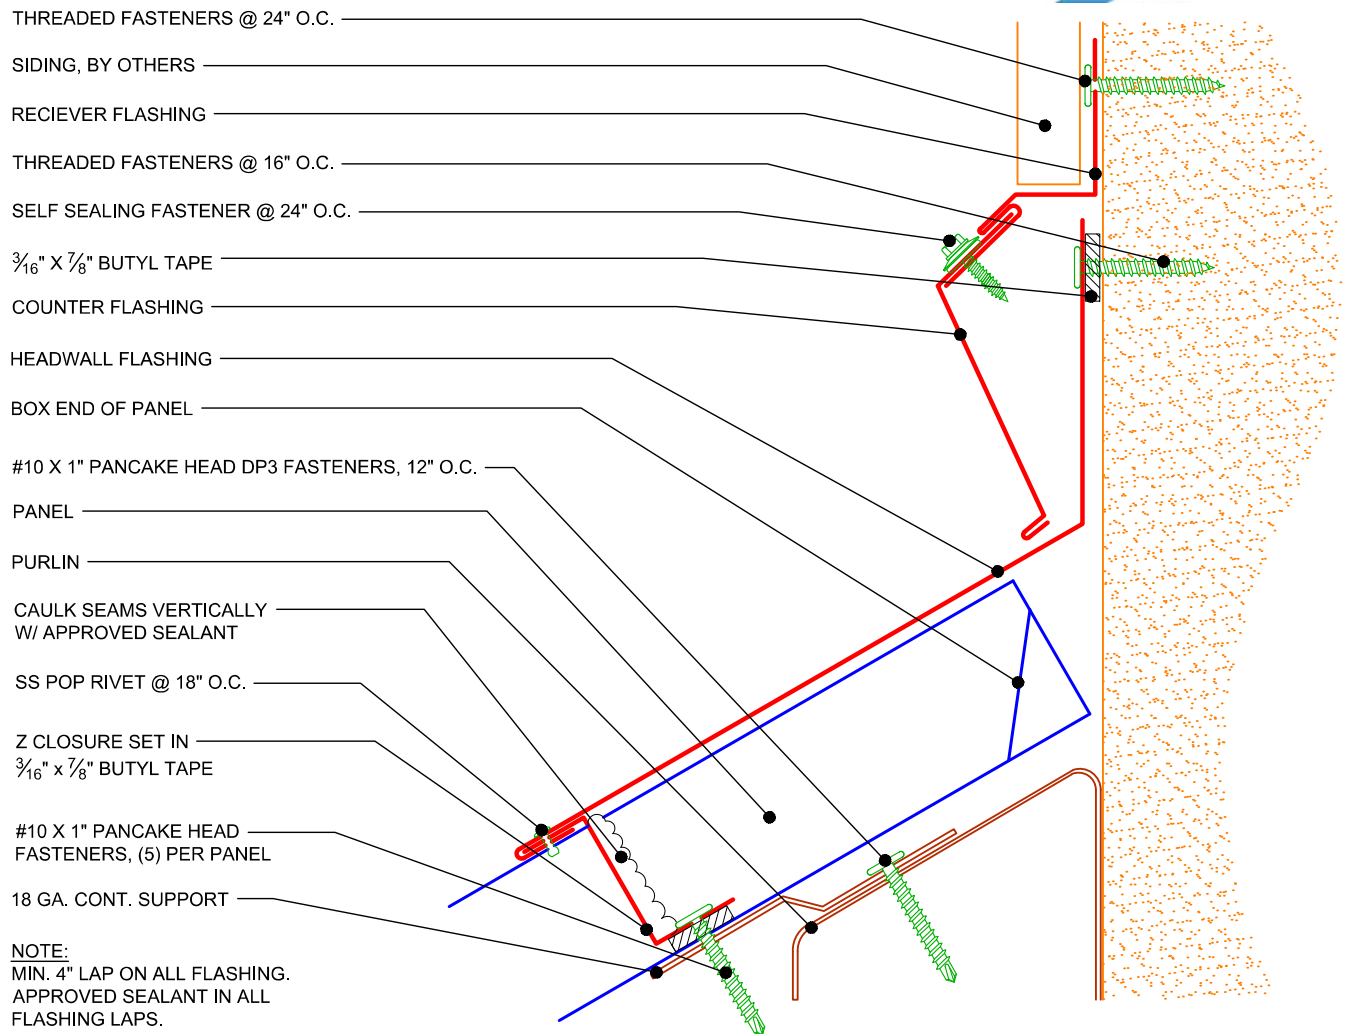 THREADED FASTENERS @ 24" O.C.
SIDING, BY OTHERS
RECIEVER FLASHING
THREADED FASTENERS @ 16" O.C.
SELF SEALING FASTENER @ 24" O.C.
3/16" X 7/8" BUTYL TAPE
COUNTER FLASHING
HEADWALL FLASHING
BOX END OF PANEL
#10 X 1" PANCAKE HEAD DP3 FASTENERS, 12" O.C.
PANEL
PURLIN
CAULK SEAMS VERTICALLY
W/ APPROVED SEALANT
SS POP RIVET @ 18" O.C.
Z CLOSURE SET IN
3/16" x 7/8" BUTYL TAPE
#10 X 1" PANCAKE HEAD
FASTENERS, (5) PER PANEL
18 GA. CONT. SUPPORT
NOTE:
MIN. 4" LAP ON ALL FLASHING.
APPROVED SEALANT IN ALL
FLASHING LAPS.